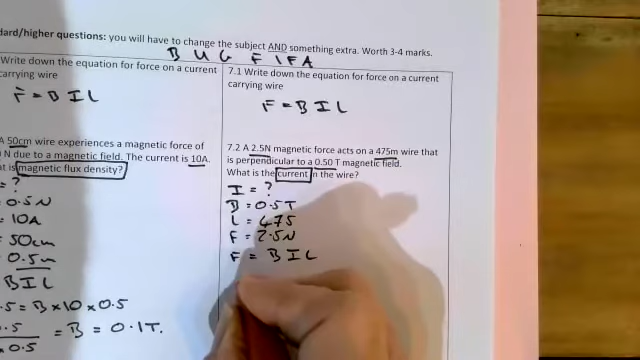 dard/higher questions: you will have to change the subject AND something extra. Worth 3-4 marks.
B U G F I F A
Write down the equation for force on a current
carrying wire
F = B I L
A 50cm wire experiences a magnetic force of
N due to a magnetic field. The current is 10A.
t is magnetic flux density?
= ?
= 0.5N
= 10A
= 50cm
= 0.5m
BIL
.5 = B × 10 × 0.5
.5
× 0.5
= B = 0.1T.
7.1 Write down the equation for force on a current
carrying wire
F = B I L
7.2 A 2.5N magnetic force acts on a 475m wire that
is perpendicular to a 0.50 T magnetic field.
What is the current in the wire?
I = ?
B = 0.5T
L = 475
F = 2.5N
F = B I L